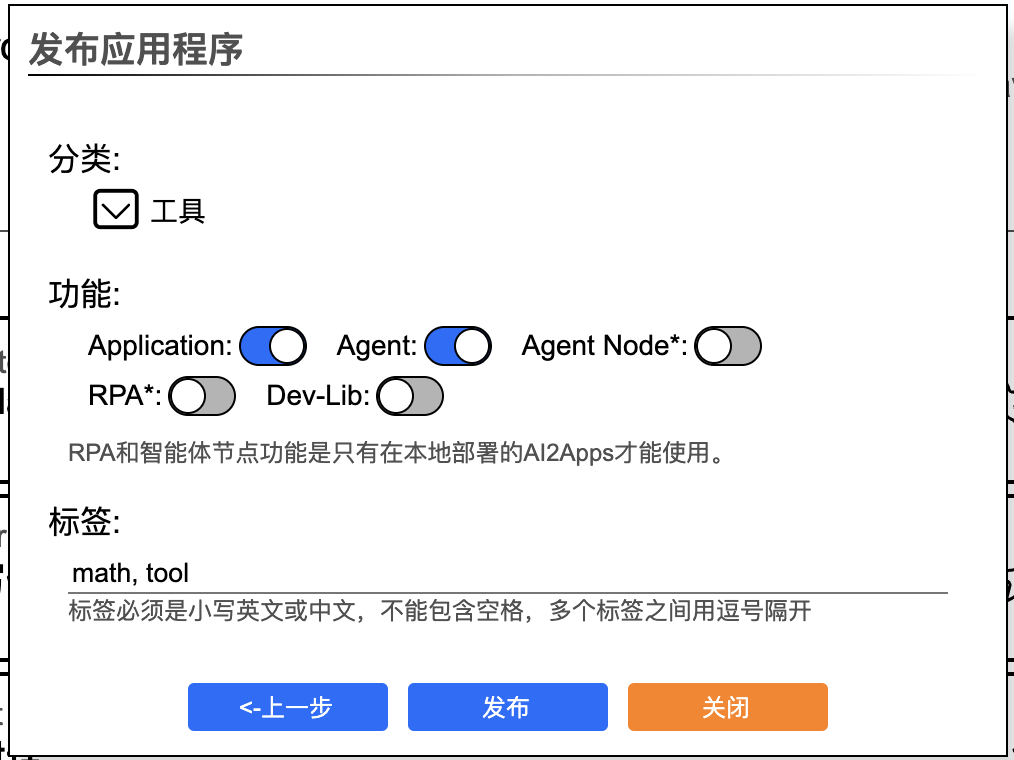 发布应用程序
分类:
工具
功能:
Application: Agent: Agent Node*:
RPA*: Dev-Lib:
RPA和智能体节点功能是只有在本地部署的AI2Apps才能使用。
标签:
math, tool
标签必须是小写英文或中文，不能包含空格，多个标签之间用逗号隔开
<-上一步 发布 关闭